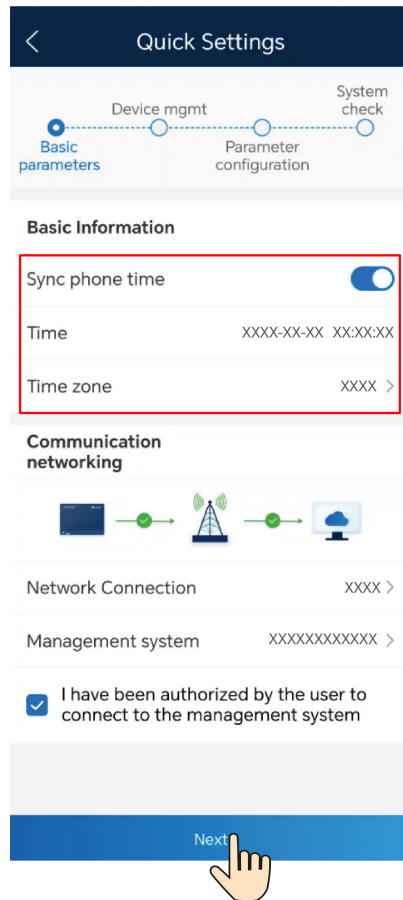 Quick Settings
System
Device mgmt check
Basic Parameter
parameters configuration
Basic Information
Sync phone time
Time XXXX-XX-XX XX:XX:XX
Time zone XXXX >
Communication
networking
Network Connection XXXX >
Management system XXXXXXXXXXXX >
I have been authorized by the user to
connect to the management system
Next